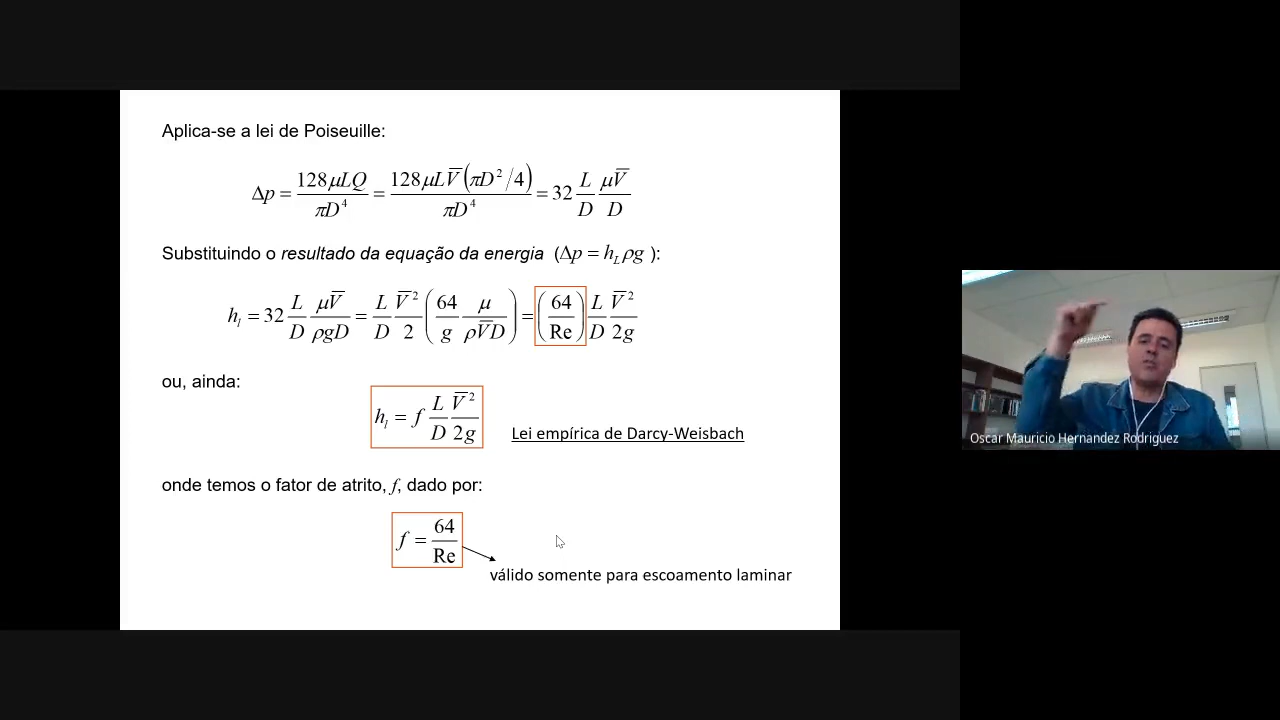 Aplica-se a lei de Poiseuille:
Δp = 128μLQ / πD⁴ = 128μLV̅(πD²/4) / πD⁴ = 32 L/D μV̅/D
Substituindo o resultado da equação da energia (Δp = h_L ρg ):
h_l = 32 L/D μV̅/ρgD = L/D V̅²/2 (64/g μ/ρV̅D) = (64/Re) L/D V̅²/2g
ou, ainda:
h_l = f L/D V̅²/2g
Lei empírica de Darcy-Weisbach
onde temos o fator de atrito, f, dado por:
f = 64/Re
válido somente para escoamento laminar
Oscar Mauricio Hernandez Rodriguez